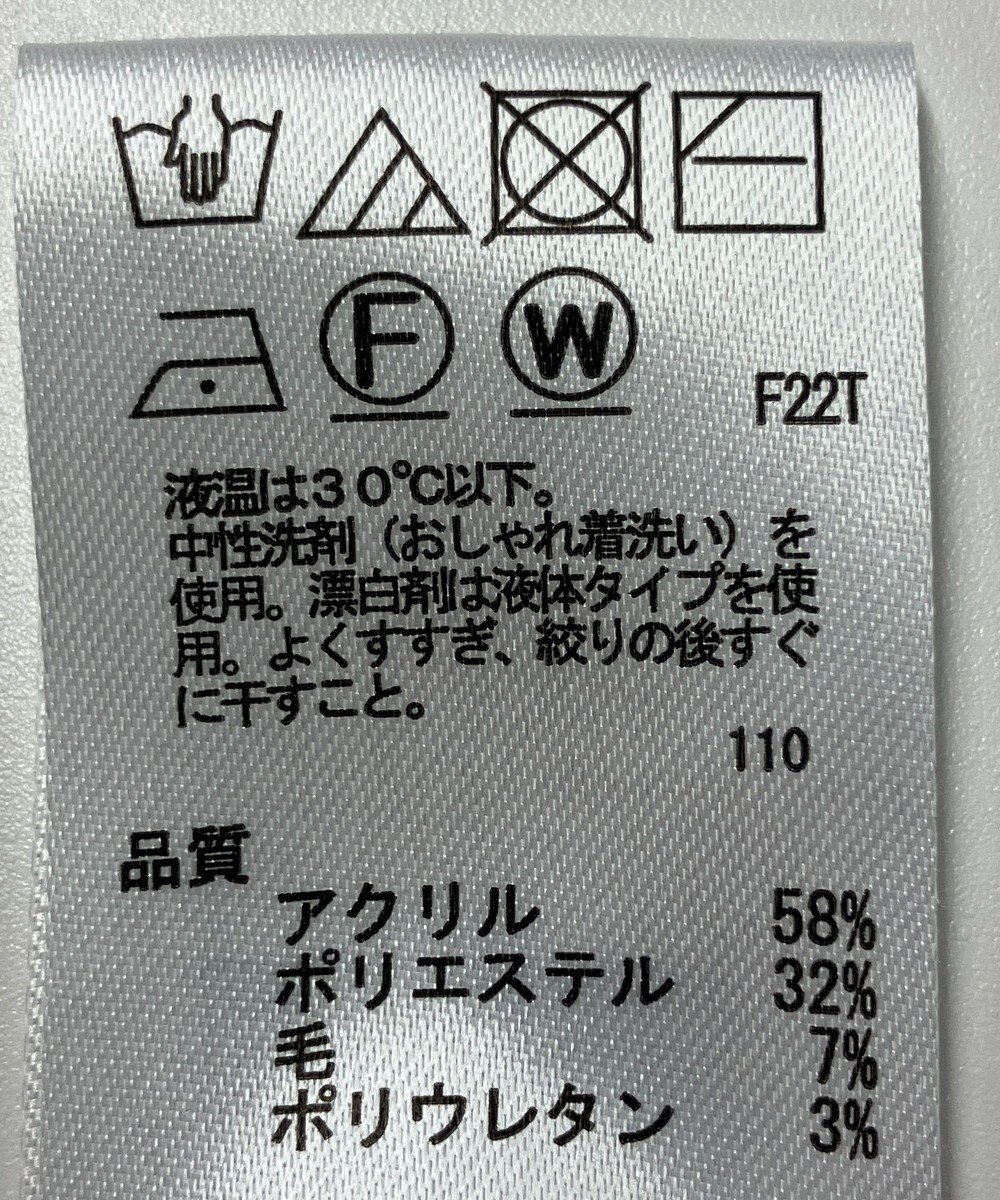 F
W
F22T
液温は30℃以下。
中性洗剤(おしゃれ着洗い)を
使用。漂白剤は液体タイプを使
用。よくすすぎ、絞りの後すぐ
に干すこと。
110
品質
アクリル 58%
ポリエステル 32%
毛 7%
ポリウレタン 3%